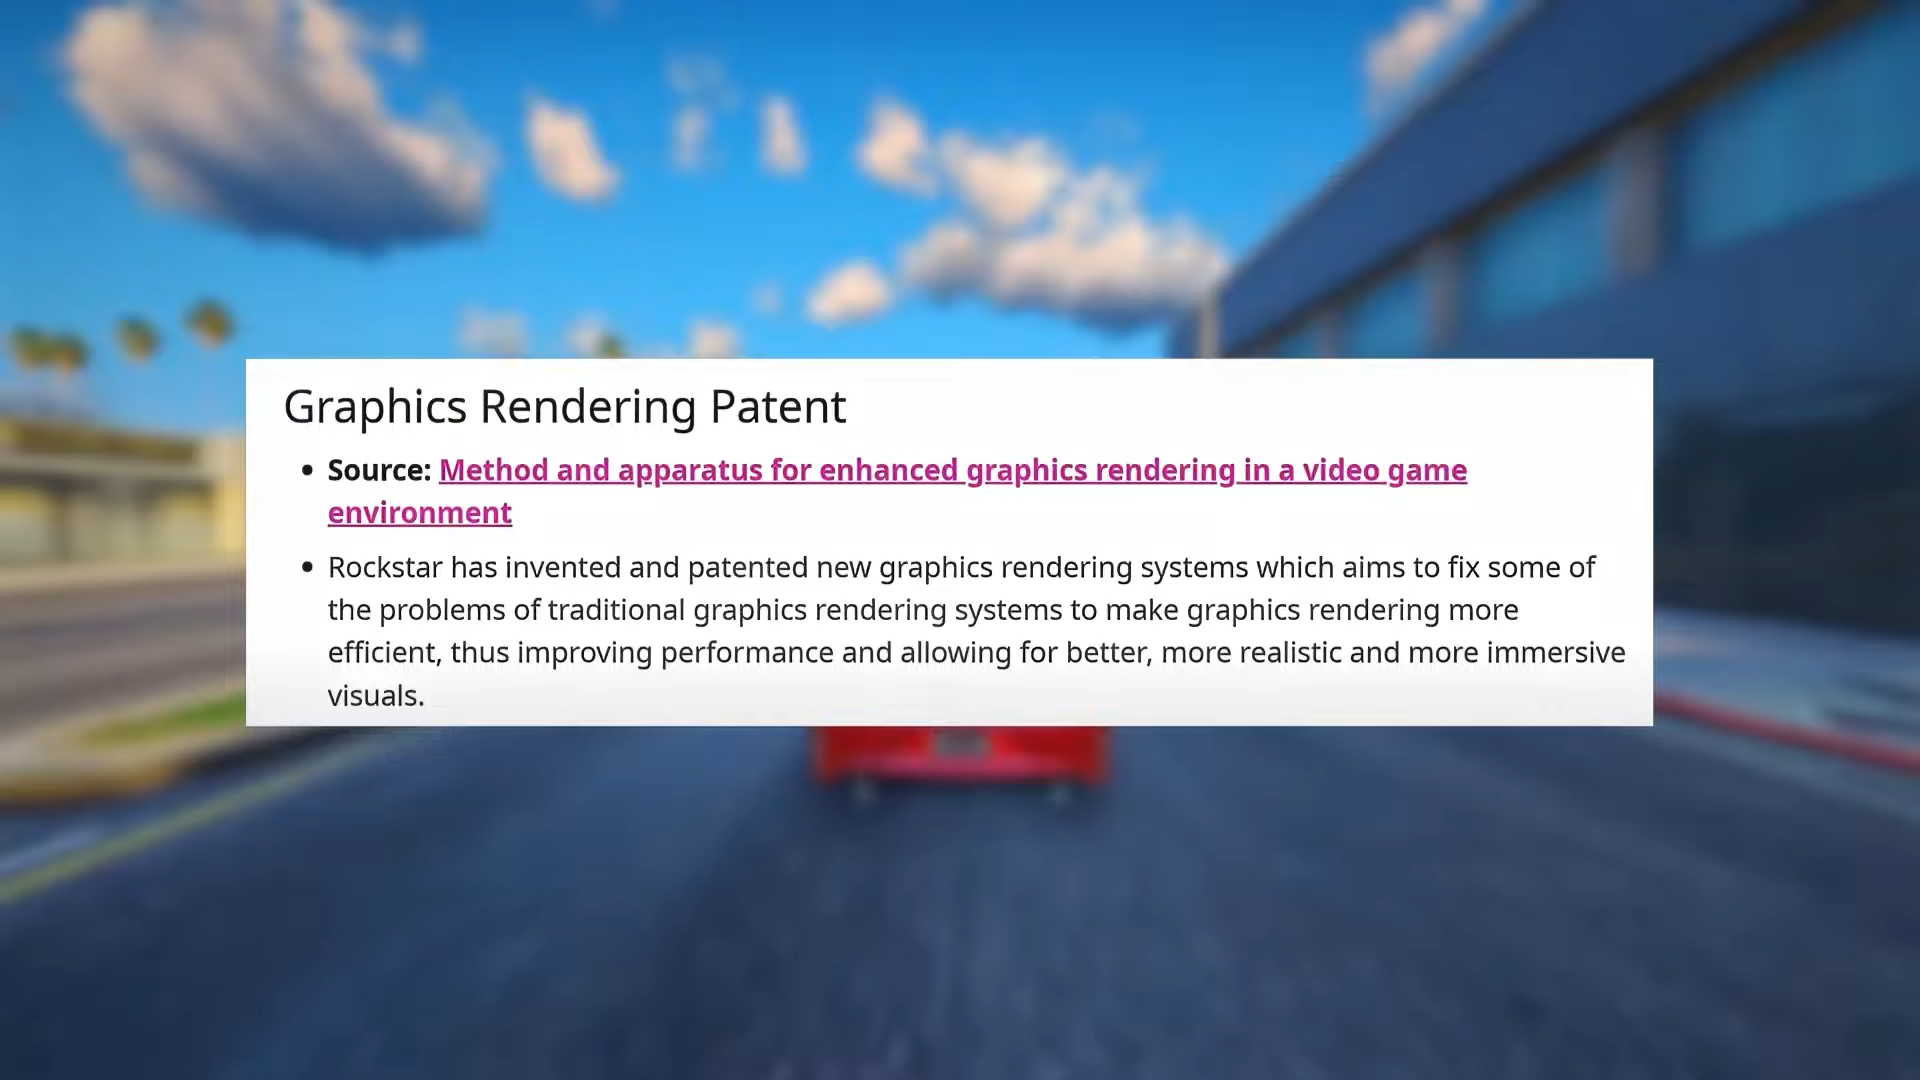 Graphics Rendering Patent
• Source: Method and apparatus for enhanced graphics rendering in a video game
environment
• Rockstar has invented and patented new graphics rendering systems which aims to fix some of
the problems of traditional graphics rendering systems to make graphics rendering more
efficient, thus improving performance and allowing for better, more realistic and more immersive
visuals.